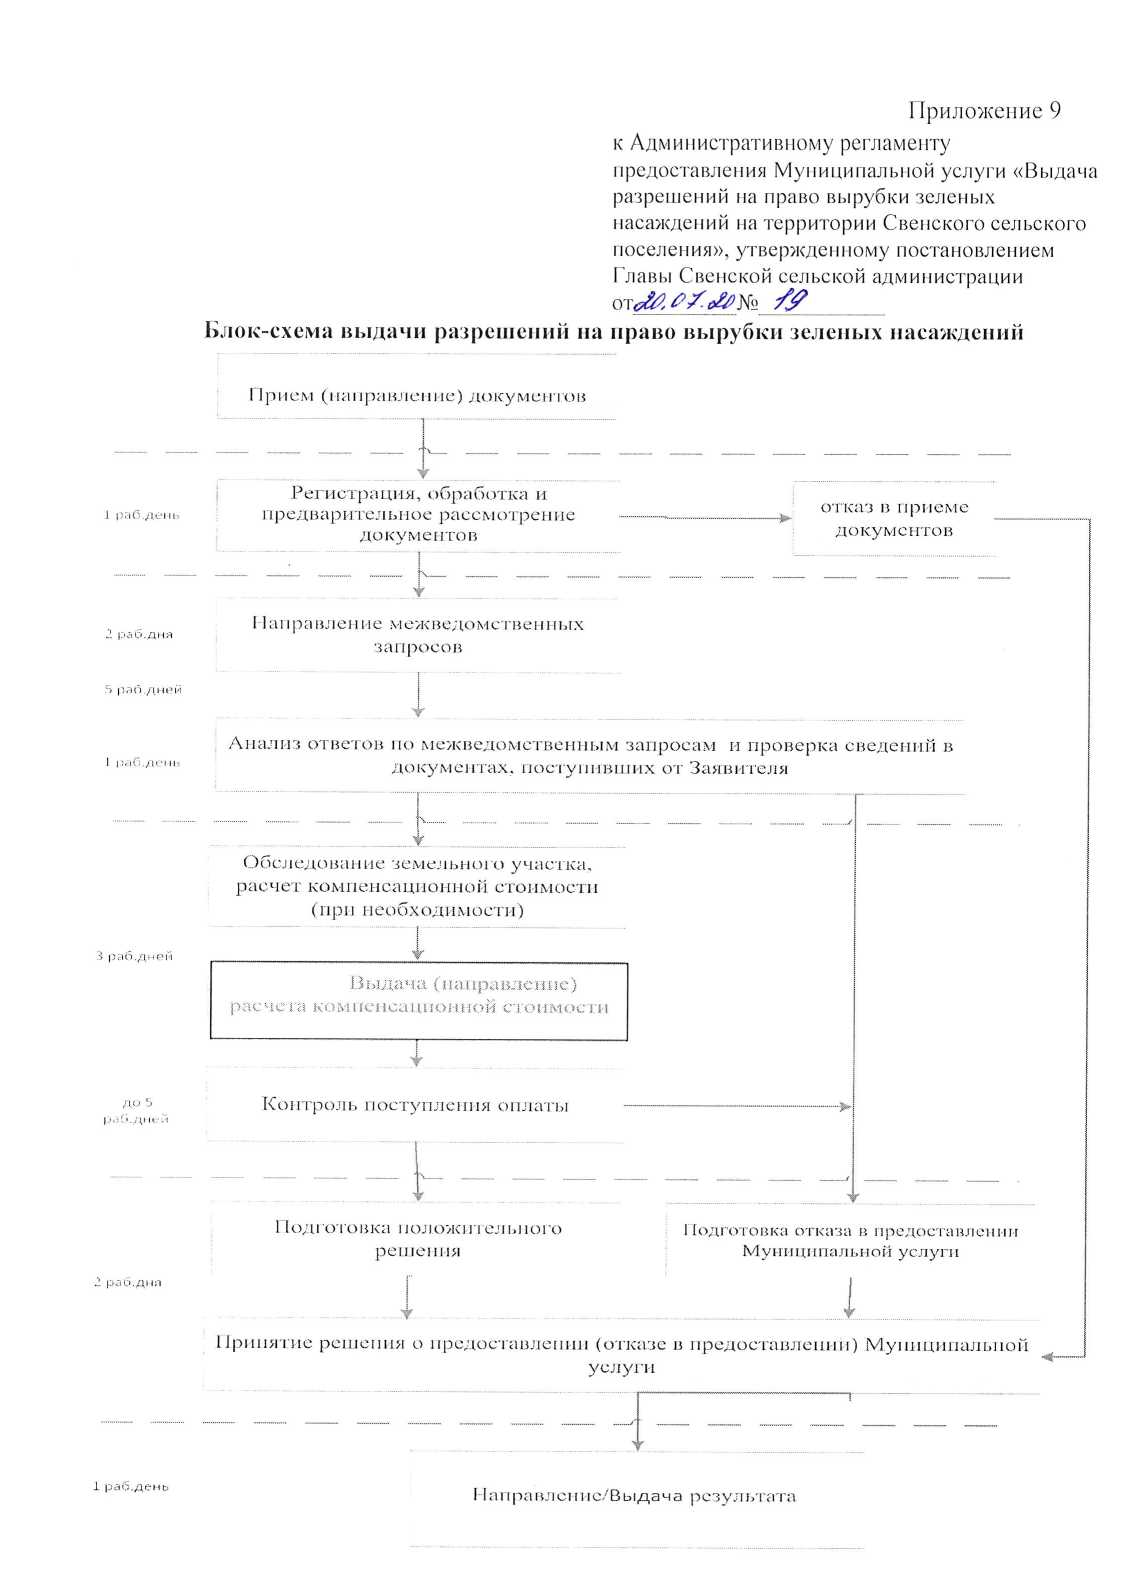 Приложение 9
к Административному регламенту
предоставления Муниципальной услуги «Выдача
разрешений на право вырубки зеленых
насаждений на территории Свенского сельского
поселения», утвержденному постановлением
Главы Свенской сельской администрации
от 20.07.20 № 19
Блок-схема выдачи разрешений на право вырубки зеленых насаждений
Прием (направление) документов
1 раб.день
Регистрация, обработка и
предварительное рассмотрение
документов
отказ в приеме
документов
2 раб.дня
Направление межведомственных
запросов
5 раб.дней
1 раб.день
Анализ ответов по межведомственным запросам и проверка сведений в
документах, поступивших от Заявителя
Обследование земельного участка,
расчет компенсационной стоимости
(при необходимости)
3 раб.дней
Выдача (направление)
расчета компенсационной стоимости
до 5
раб.дней
Контроль поступления оплаты
Подготовка положительного
решения
Подготовка отказа в предоставлении
Муниципальной услуги
2 раб.дня
Принятие решения о предоставлении (отказе в предоставлении) Муниципальной
услуги
1 раб.день
Направление/Выдача результата